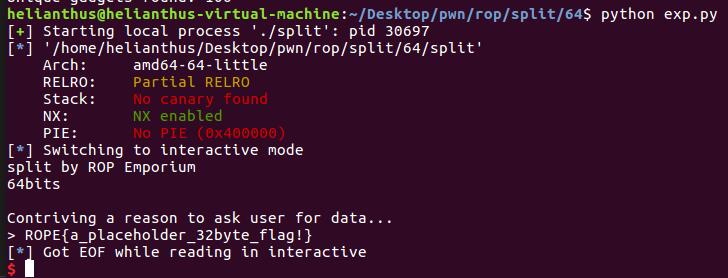 Unique gadgets found: 106
helianthus@helianthus-virtual-machine:~/Desktop/pwn/rop/split/64$ python exp.py
[+] Starting local process './split': pid 30697
[*] '/home/helianthus/Desktop/pwn/rop/split/64/split'
    Arch:     amd64-64-little
    RELRO:    Partial RELRO
    Stack:    No canary found
    NX:       NX enabled
    PIE:      No PIE (0x400000)
[*] Switching to interactive mode
split by ROP Emporium
64bits

Contriving a reason to ask user for data...
> ROPE{a_placeholder_32byte_flag!}
[*] Got EOF while reading in interactive
$